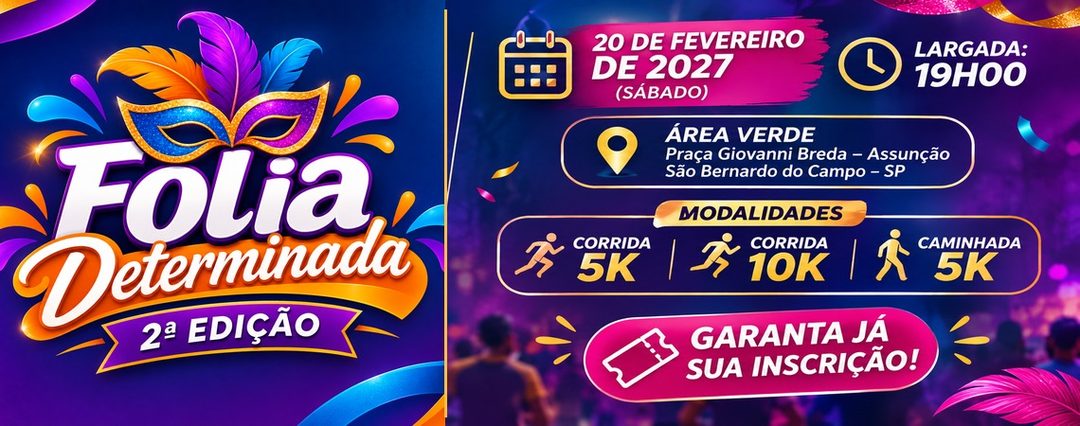 Folia
Determinada
2ª EDIÇÃO
20 DE FEVEREIRO
DE 2027
(SÁBADO)
LARGADA:
19H00
ÁREA VERDE
Praça Giovanni Breda – Assunção
São Bernardo do Campo – SP
MODALIDADES
CORRIDA
5K
CORRIDA
10K
CAMINHADA
5K
GARANTA JÁ
SUA INSCRIÇÃO!